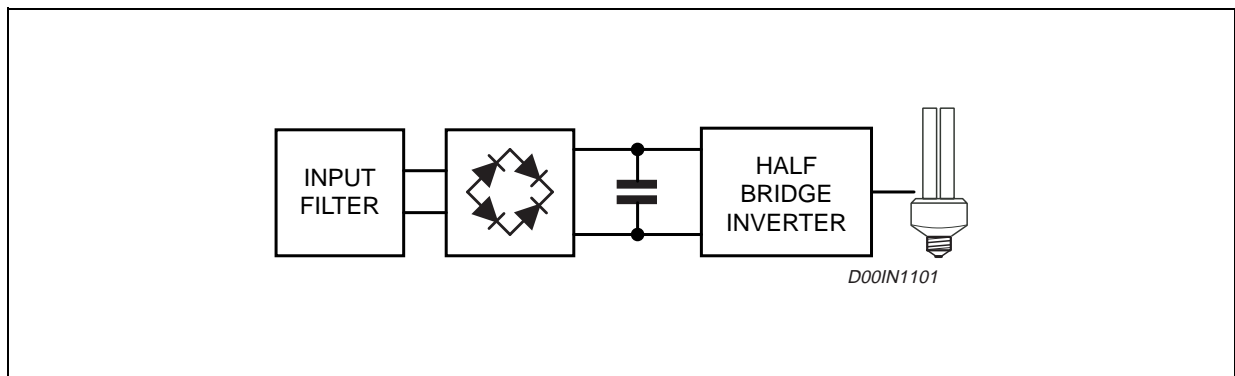 INPUT
FILTER
HALF
BRIDGE
INVERTER
D00IN1101